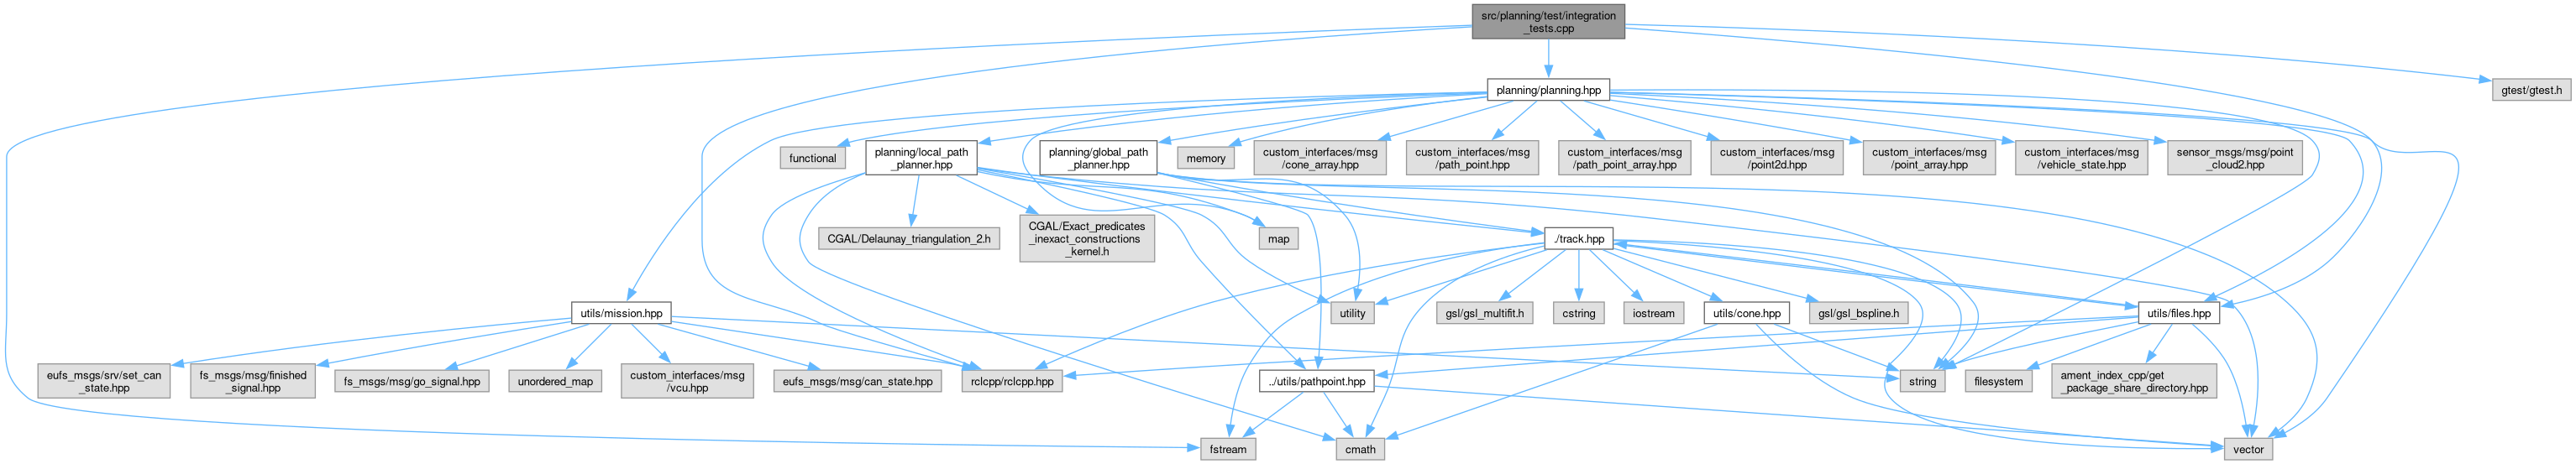 src/planning/test/integration
_tests.cpp
planning/planning.hpp
gtest/gtest.h
functional
planning/local_path
_planner.hpp
planning/global_path
_planner.hpp
memory
custom_interfaces/msg
/cone_array.hpp
custom_interfaces/msg
/path_point.hpp
custom_interfaces/msg
/path_point_array.hpp
custom_interfaces/msg
/point2d.hpp
custom_interfaces/msg
/point_array.hpp
custom_interfaces/msg
/vehicle_state.hpp
sensor_msgs/msg/point
_cloud2.hpp
CGAL/Delaunay_triangulation_2.h
CGAL/Exact_predicates
_inexact_constructions
_kernel.h
map
./track.hpp
utils/mission.hpp
utility
gsl/gsl_multifit.h
cstring
iostream
utils/cone.hpp
gsl/gsl_bspline.h
utils/files.hpp
eufs_msgs/srv/set_can
_state.hpp
fs_msgs/msg/finished
_signal.hpp
fs_msgs/msg/go_signal.hpp
unordered_map
custom_interfaces/msg
/vcu.hpp
eufs_msgs/msg/can_state.hpp
rclcpp/rclcpp.hpp
../utils/pathpoint.hpp
string
filesystem
ament_index_cpp/get
_package_share_directory.hpp
fstream
cmath
vector